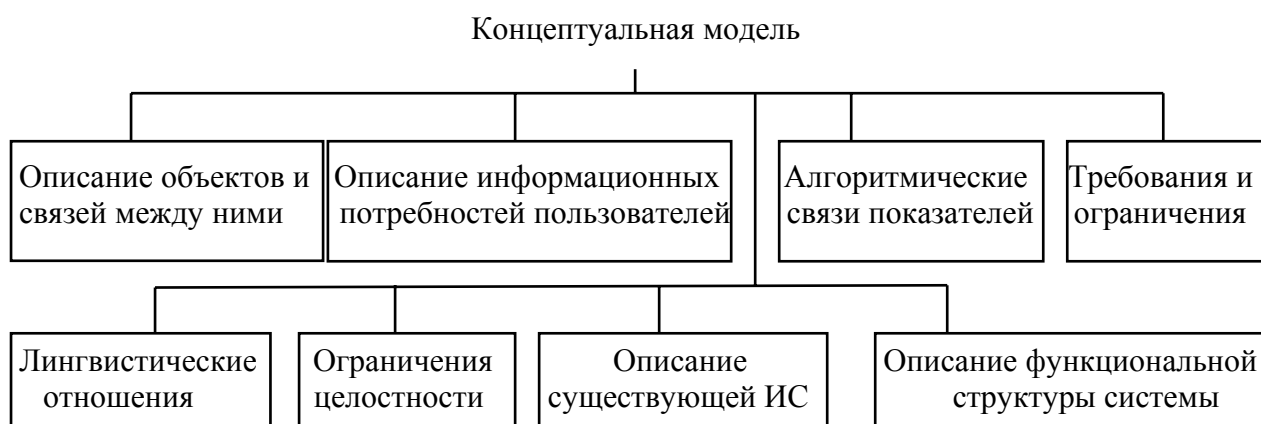 Концептуальная модель
Описание объектов и
связей между ними
Описание информационных
потребностей пользователей
Алгоритмические
связи показателей
Требования и
ограничения
Лингвистические
отношения
Ограничения
целостности
Описание
существующей ИС
Описание функциональной
структуры системы